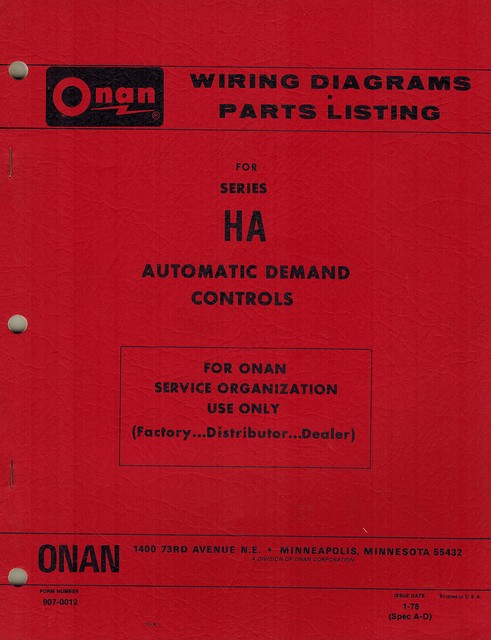 Onan
®
WIRING DIAGRAMS
•
PARTS LISTING
FOR
SERIES
HA
AUTOMATIC DEMAND
CONTROLS
FOR ONAN
SERVICE ORGANIZATION
USE ONLY
(Factory...Distributor...Dealer)
ONAN
1400 73RD AVENUE N.E. • MINNEAPOLIS, MINNESOTA 55432
A DIVISION OF ONAN CORPORATION
FORM NUMBER
907-0012
ISSUE DATE
Printed in U.S.A.
1-76
(Spec A-D)